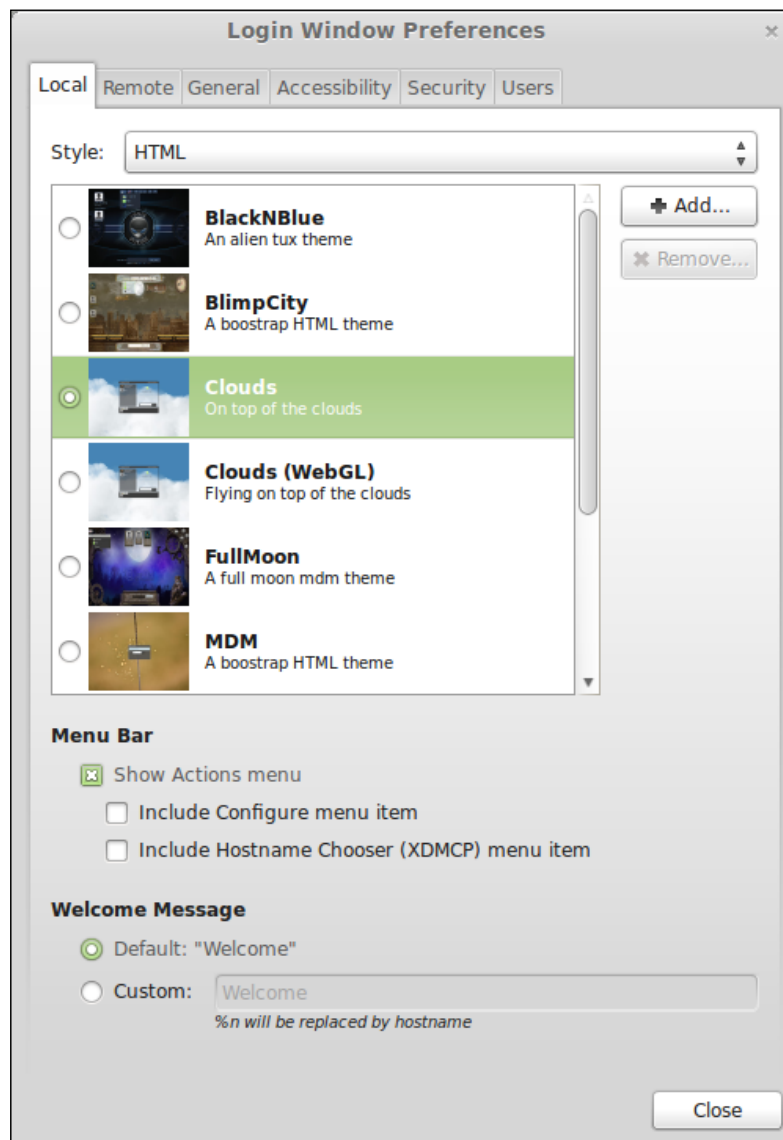 Login Window Preferences
Local Remote General Accessibility Security Users
Style: HTML
BlackNBlue
An alien tux theme
Add...
Remove...
BlimpCity
A boostrap HTML theme
Clouds
On top of the clouds
Clouds (WebGL)
Flying on top of the clouds
FullMoon
A full moon mdm theme
MDM
A boostrap HTML theme
Menu Bar
Show Actions menu
Include Configure menu item
Include Hostname Chooser (XDMCP) menu item
Welcome Message
Default: "Welcome"
Custom: Welcome
%n will be replaced by hostname
Close